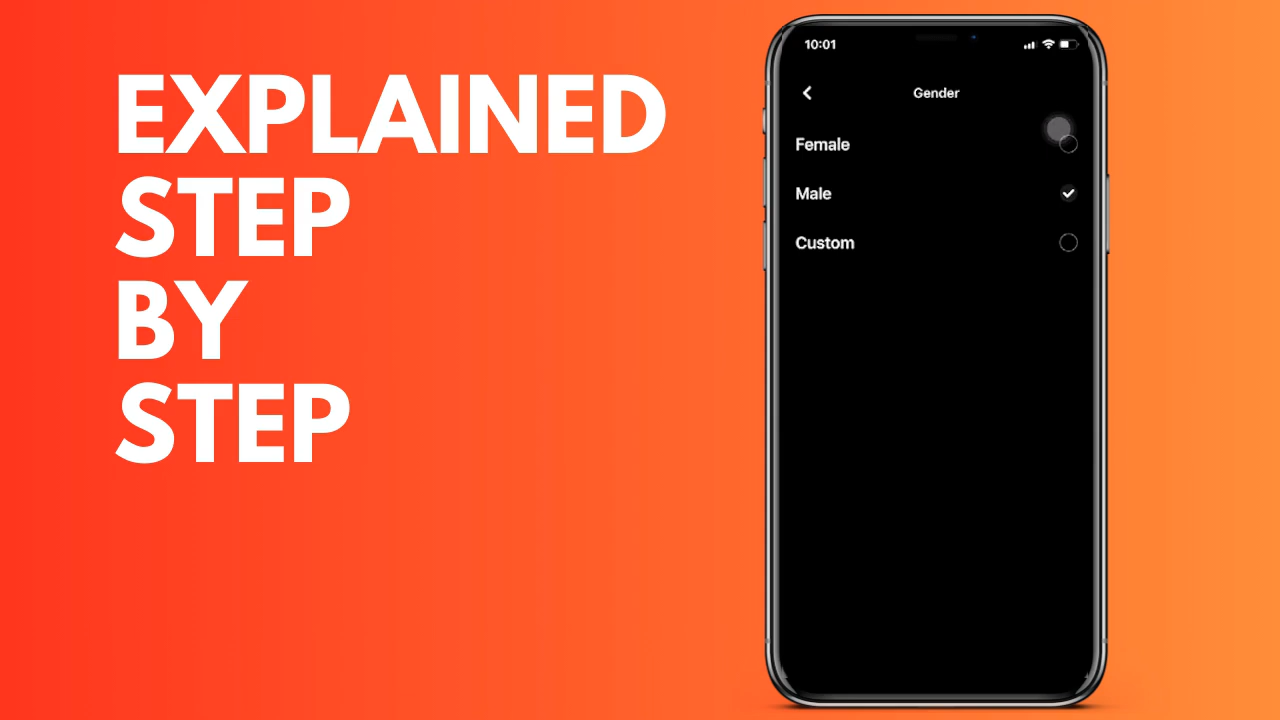 EXPLAINED
STEP
BY
STEP
10:01
Gender
Female
Male
Custom